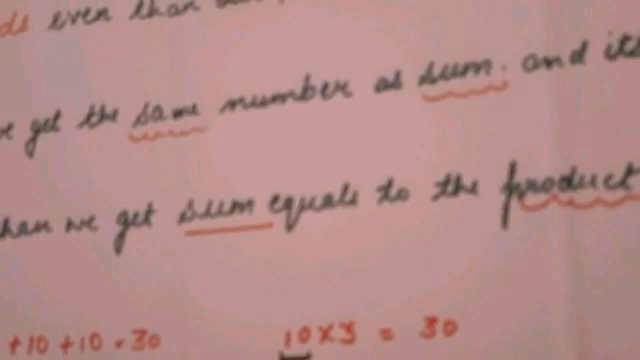 ds even than
we get the same number as sum. and its
than we get sum equals to the product
+10 +10 = 30 10 x 3 = 30